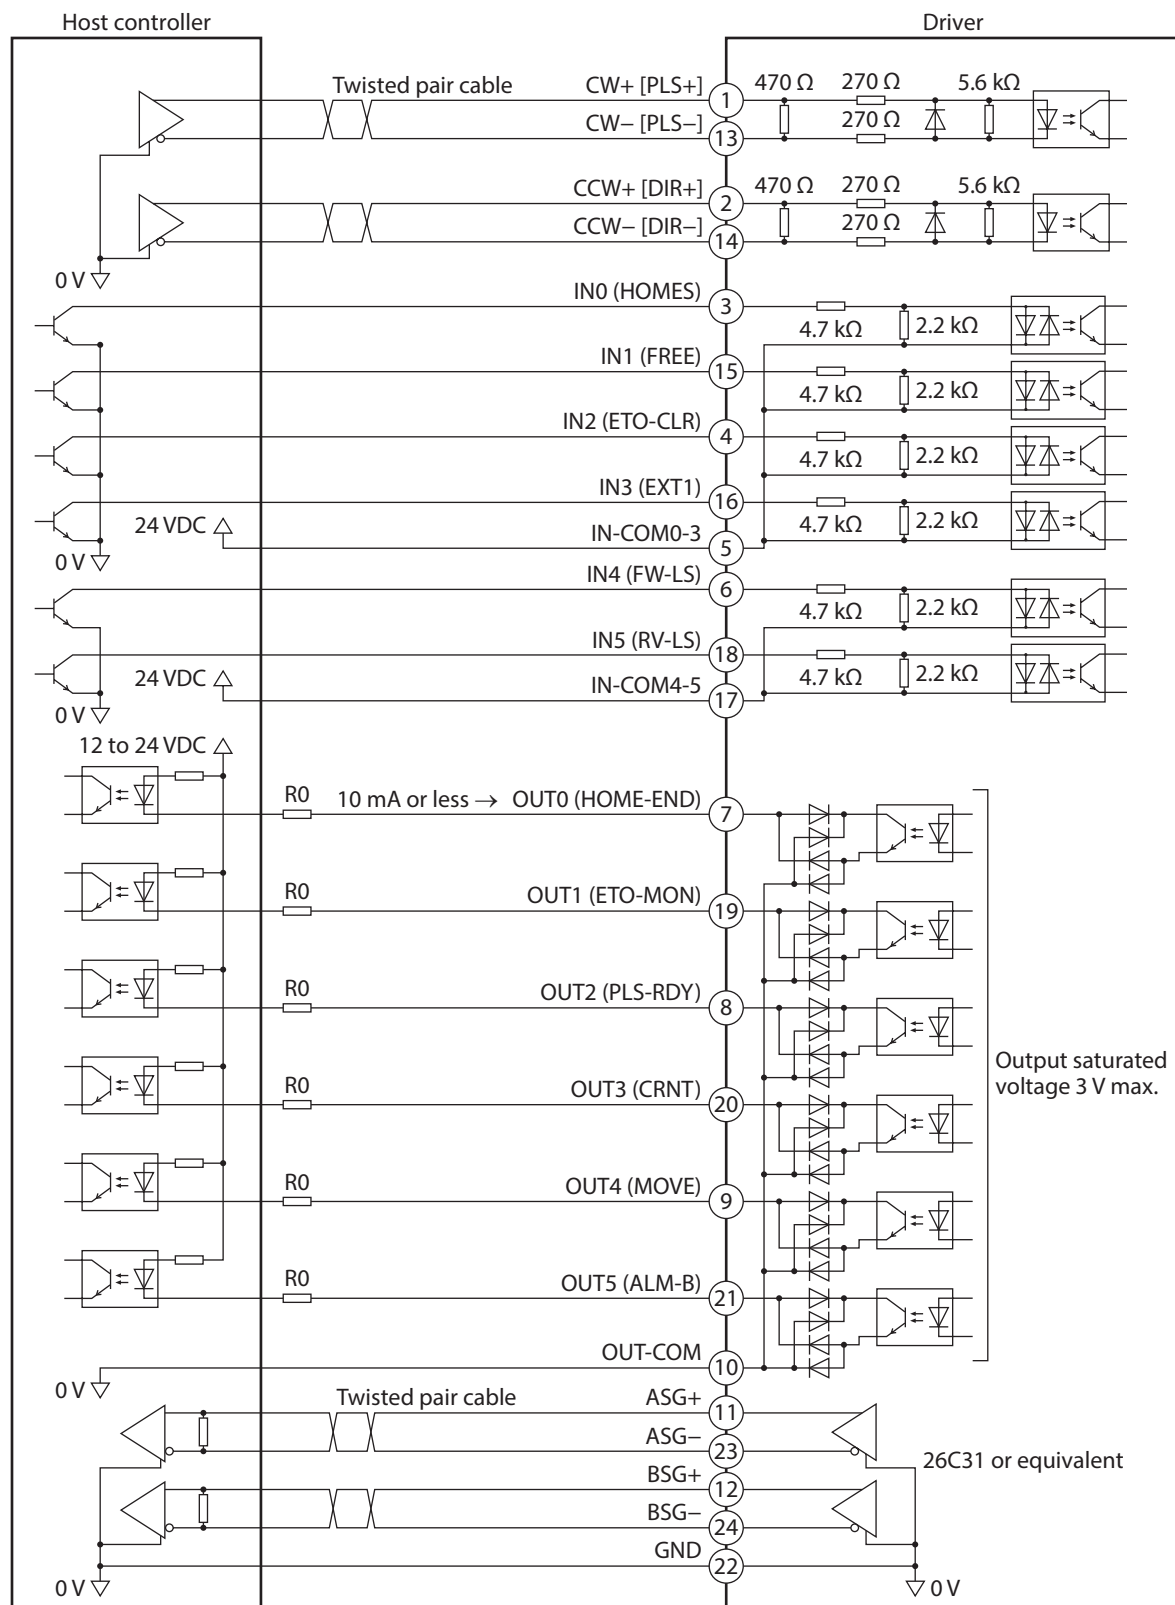 Host controller
Driver
Twisted pair cable
CW+ [PLS+]
1
470 Ω
270 Ω
5.6 kΩ
CW− [PLS−]
13
270 Ω
CCW+ [DIR+]
2
470 Ω
270 Ω
5.6 kΩ
CCW− [DIR−]
14
270 Ω
0 V
IN0 (HOMES)
3
4.7 kΩ
2.2 kΩ
IN1 (FREE)
15
4.7 kΩ
2.2 kΩ
IN2 (ETO-CLR)
4
4.7 kΩ
2.2 kΩ
IN3 (EXT1)
16
4.7 kΩ
2.2 kΩ
24 VDC
IN-COM0-3
5
0 V
IN4 (FW-LS)
6
4.7 kΩ
2.2 kΩ
IN5 (RV-LS)
18
4.7 kΩ
2.2 kΩ
24 VDC
IN-COM4-5
17
0 V
12 to 24 VDC
R0
10 mA or less →
OUT0 (HOME-END)
7
R0
OUT1 (ETO-MON)
19
R0
OUT2 (PLS-RDY)
8
Output saturated
voltage 3 V max.
R0
OUT3 (CRNT)
20
R0
OUT4 (MOVE)
9
R0
OUT5 (ALM-B)
21
OUT-COM
10
0 V
Twisted pair cable
ASG+
11
ASG−
23
26C31 or equivalent
BSG+
12
BSG−
24
GND
22
0 V
0 V